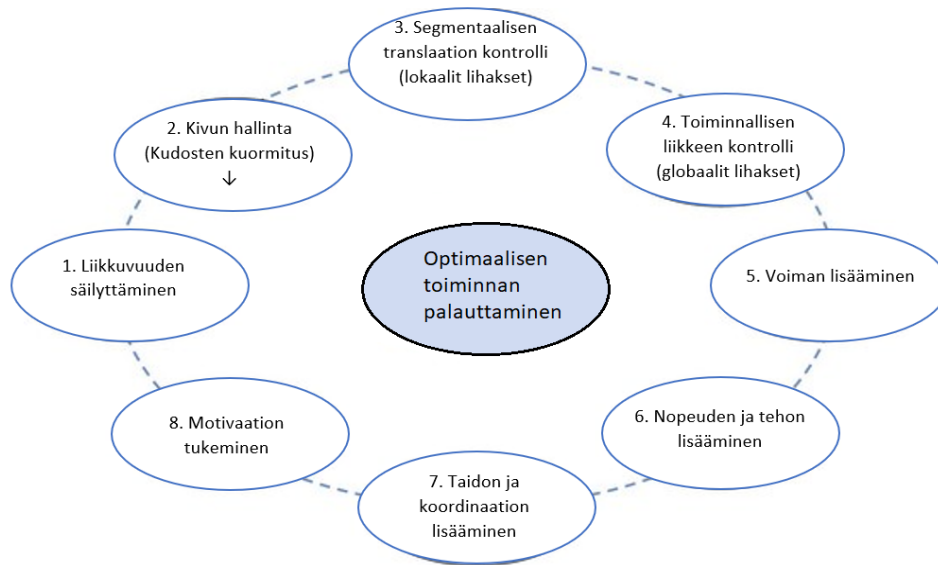 3. Segmentaalisen
translaation kontrolli
(lokaalit lihakset)
2. Kivun hallinta
(Kudosten kuormitus)
↓
4. Toiminnallisen
liikkeen kontrolli
(globaalit lihakset)
1. Liikkuvuuden
säilyttäminen
Optimaalisen
toiminnan
palauttaminen
5. Voiman lisääminen
8. Motivaation
tukeminen
6. Nopeuden ja tehon
lisääminen
7. Taidon ja
koordinaation
lisääminen